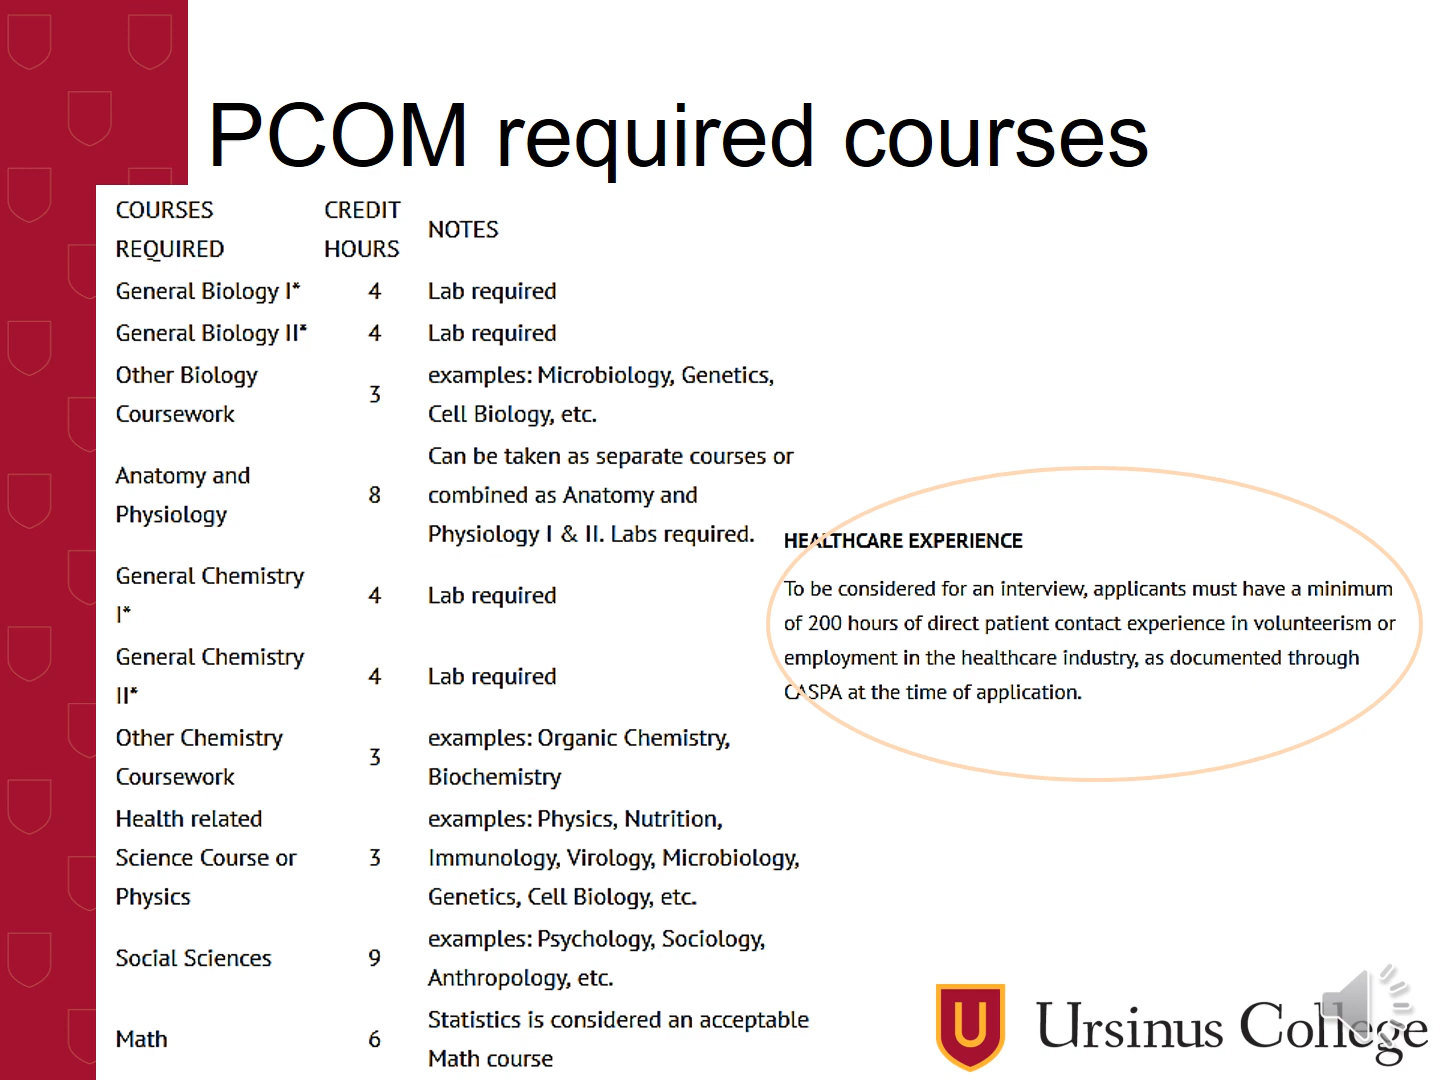 PCOM required courses
COURSES REQUIRED CREDIT HOURS NOTES
General Biology I* 4 Lab required
General Biology II* 4 Lab required
Other Biology Coursework 3 examples: Microbiology, Genetics, Cell Biology, etc.
Anatomy and Physiology 8 Can be taken as separate courses or combined as Anatomy and Physiology I & II. Labs required.
General Chemistry I* 4 Lab required
General Chemistry II* 4 Lab required
Other Chemistry Coursework 3 examples: Organic Chemistry, Biochemistry
Health related Science Course or Physics 3 examples: Physics, Nutrition, Immunology, Virology, Microbiology, Genetics, Cell Biology, etc.
Social Sciences 9 examples: Psychology, Sociology, Anthropology, etc.
Math 6 Statistics is considered an acceptable Math course
HEALTHCARE EXPERIENCE
To be considered for an interview, applicants must have a minimum
of 200 hours of direct patient contact experience in volunteerism or
employment in the healthcare industry, as documented through
CASPA at the time of application.
U Ursinus College